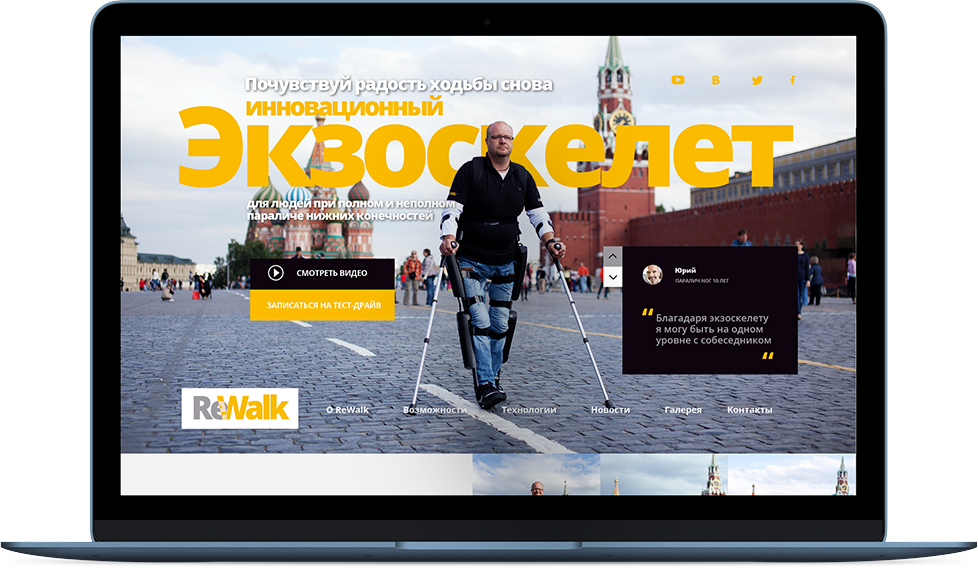 Почувствуй радость ходьбы снова
инновационный
Экзоскелет
для людей при полном и неполном
параличе нижних конечностей
СМОТРЕТЬ ВИДЕО
ЗАПИСАТЬСЯ НА ТЕСТ-ДРАЙВ
Юрий
ПАРАЛИЧ НОГ 10 ЛЕТ
“Благодаря экзоскелету
я могу быть на одном
уровне с собеседником”
ReWalk
О ReWalk Возможности Технологии Новости Галерея Контакты